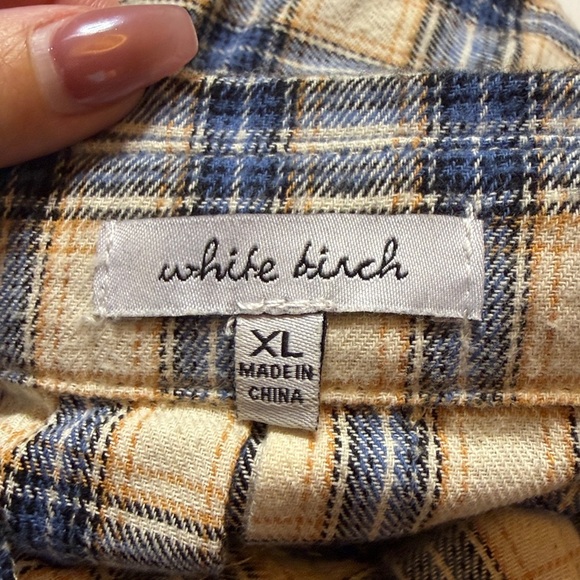 white birch
XL
MADE IN
CHINA